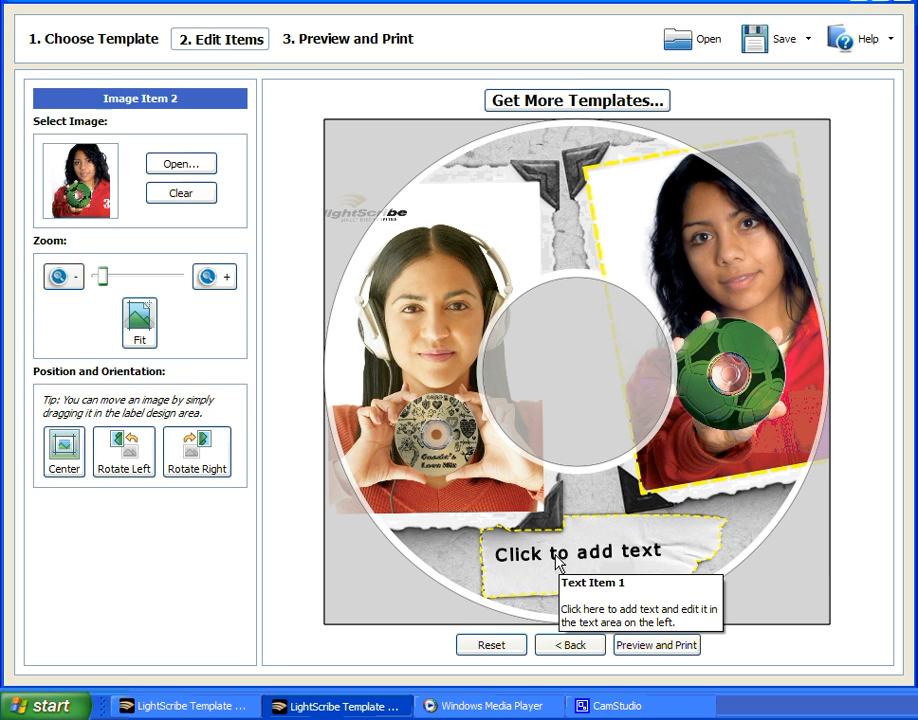 1. Choose Template
2. Edit Items
3. Preview and Print
Open
Save
Help
Image Item 2
Select Image:
Open...
Clear
Zoom:
-
+
Fit
Position and Orientation:
Tip: You can move an image by simply
dragging it in the label design area.
Center
Rotate Left
Rotate Right
Get More Templates...
lightScribe
Cassie's
Love Mix
Click to add text
Text Item 1
Click here to add text and edit it in
the text area on the left.
Reset
< Back
Preview and Print
start
LightScribe Template ...
LightScribe Template ...
Windows Media Player
CamStudio